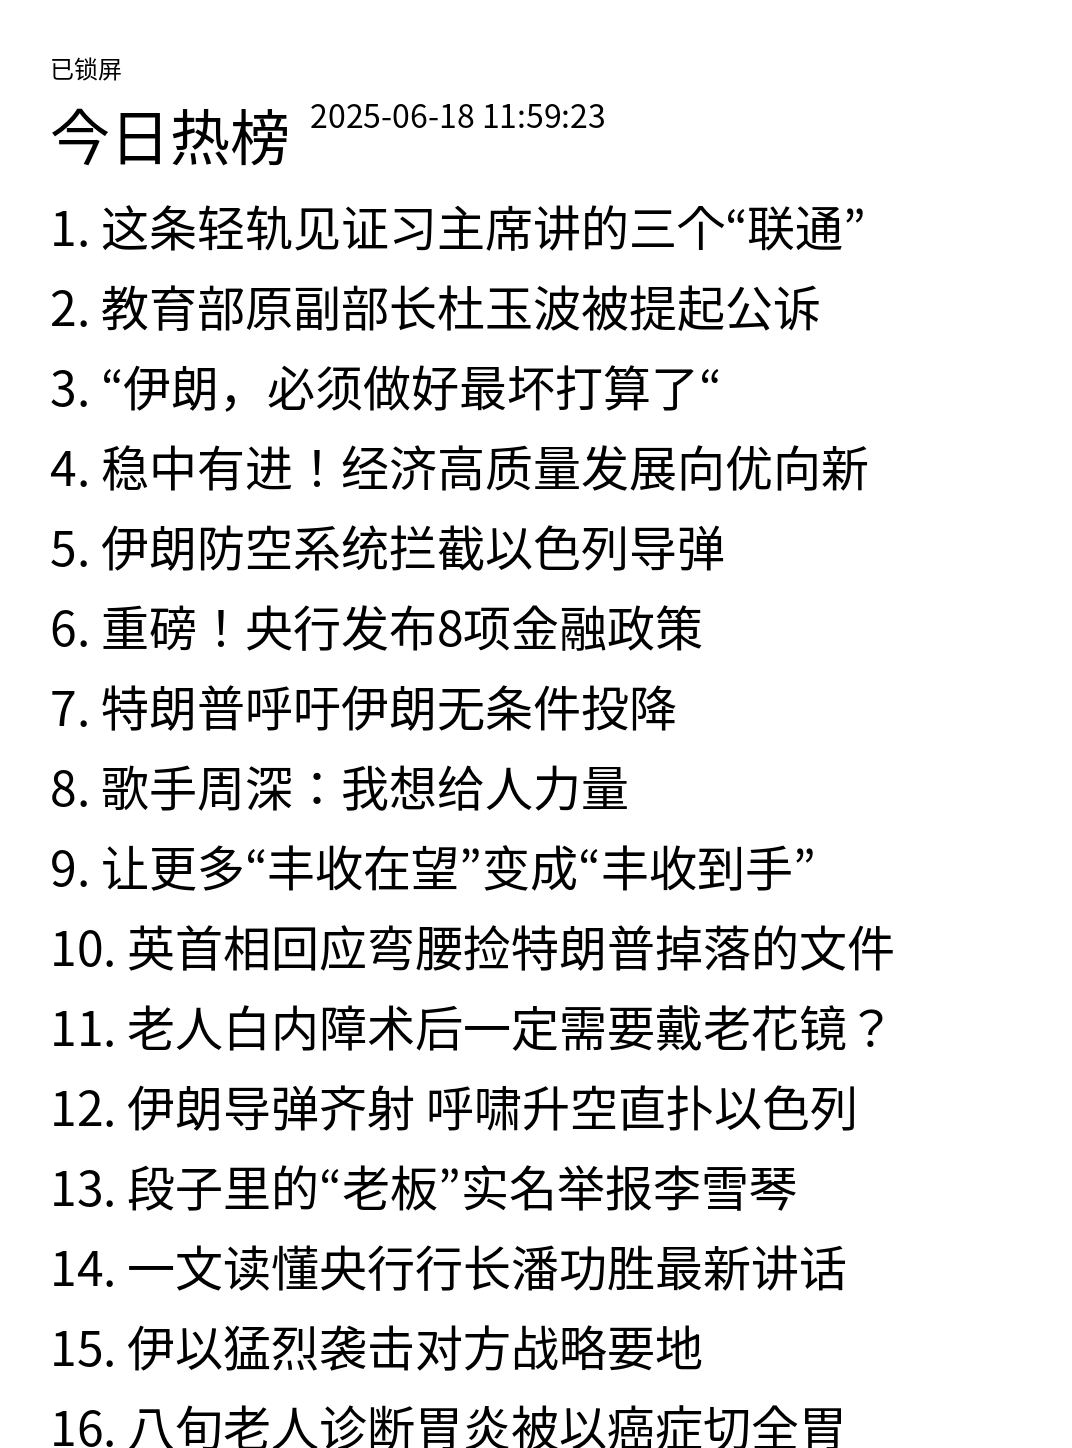 已锁屏
今日热榜 2025-06-18 11:59:23
1. 这条轻轨见证习主席讲的三个“联通”
2. 教育部原副部长杜玉波被提起公诉
3. “伊朗，必须做好最坏打算了“
4. 稳中有进！经济高质量发展向优向新
5. 伊朗防空系统拦截以色列导弹
6. 重磅！央行发布8项金融政策
7. 特朗普呼吁伊朗无条件投降
8. 歌手周深：我想给人力量
9. 让更多“丰收在望”变成“丰收到手”
10. 英首相回应弯腰捡特朗普掉落的文件
11. 老人白内障术后一定需要戴老花镜？
12. 伊朗导弹齐射 呼啸升空直扑以色列
13. 段子里的“老板”实名举报李雪琴
14. 一文读懂央行行长潘功胜最新讲话
15. 伊以猛烈袭击对方战略要地
16. 八旬老人诊断胃炎被以癌症切全胃